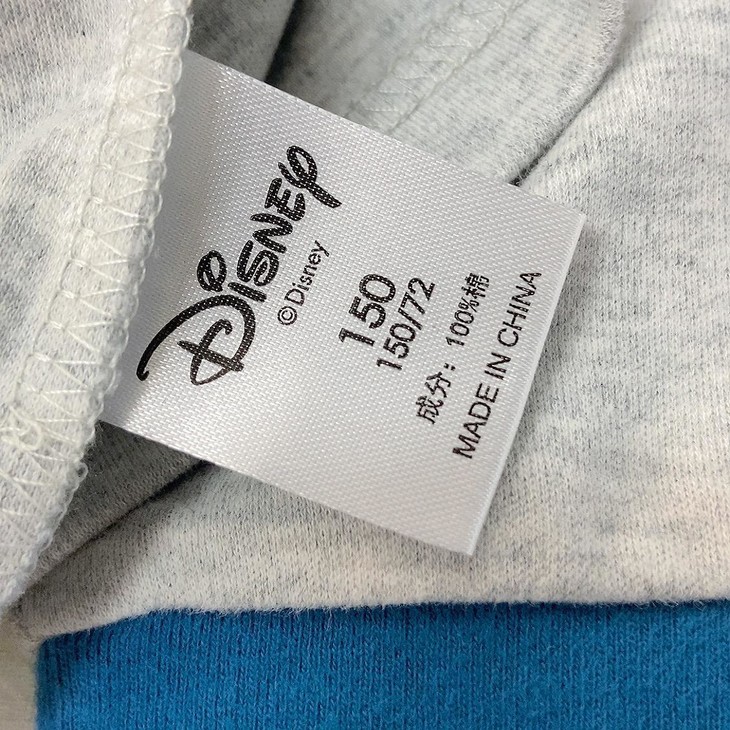 Disney
©Disney
150
150/72
成分：100%棉
MADE IN CHINA